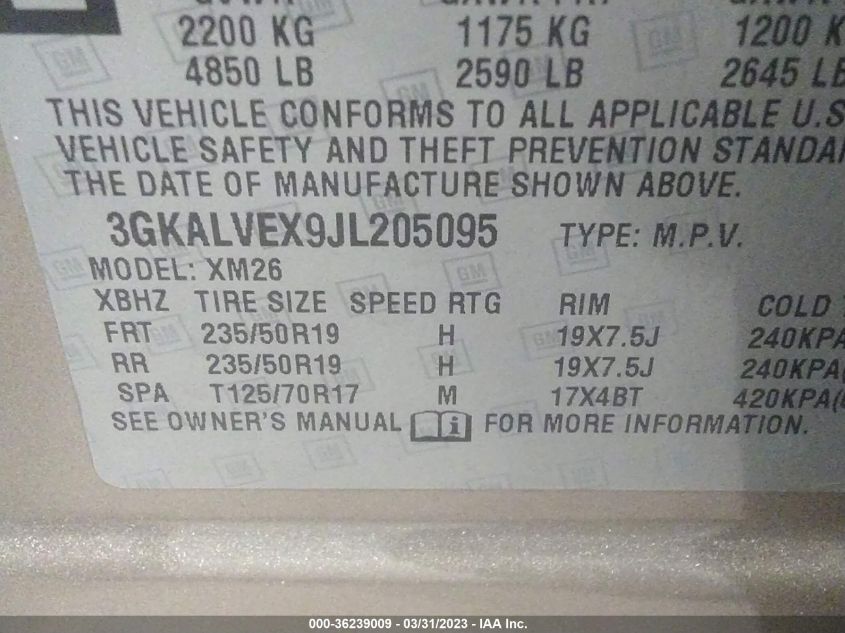 2200 KG 1175 KG 1200 K
4850 LB 2590 LB 2645 LB
THIS VEHICLE CONFORMS TO ALL APPLICABLE U.S
VEHICLE SAFETY AND THEFT PREVENTION STANDA
THE DATE OF MANUFACTURE SHOWN ABOVE.
3GKALVEX9JL205095 TYPE: M.P.V.
MODEL: XM26
XBHZ TIRE SIZE SPEED RTG RIM COLD
FRT 235/50R19 H 19X7.5J 240KPA
RR 235/50R19 H 19X7.5J 240KPA(
SPA T125/70R17 M 17X4BT 420KPA(
SEE OWNER'S MANUAL i FOR MORE INFORMATION.
000-36239009 - 03/31/2023 - IAA Inc.